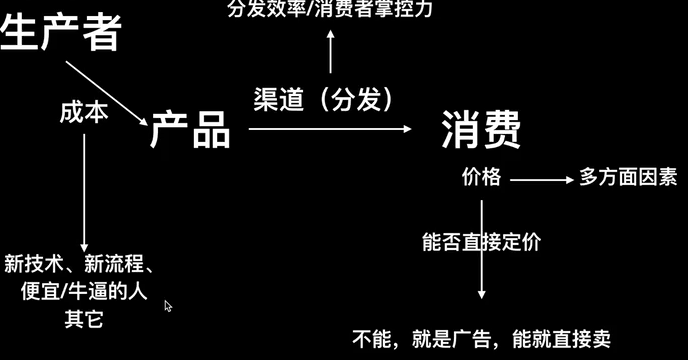 分发效率/消费者掌控力
生产者
成本
产品
渠道（分发）
消费
价格
多方面因素
能否直接定价
新技术、新流程、
便宜/牛逼的人
其它
不能，就是广告，能就直接卖